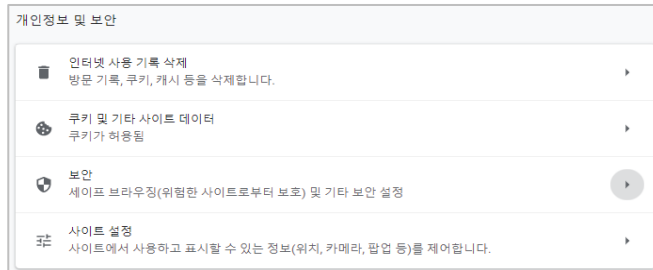 개인정보 및 보안
인터넷 사용 기록 삭제
방문 기록, 쿠키, 캐시 등을 삭제합니다.
쿠키 및 기타 사이트 데이터
쿠키가 허용됨
보안
세이프 브라우징(위험한 사이트로부터 보호) 및 기타 보안 설정
사이트 설정
사이트에서 사용하고 표시할 수 있는 정보(위치, 카메라, 팝업 등)를 제어합니다.